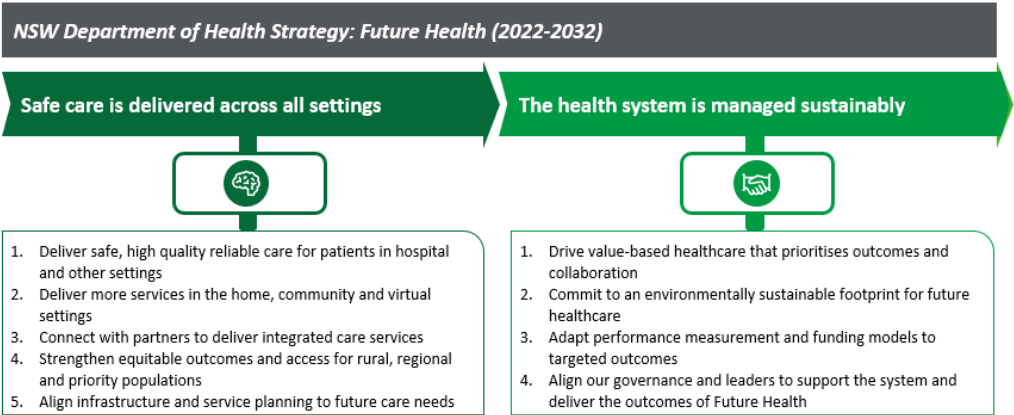 NSW Department of Health Strategy: Future Health (2022-2032)
Safe care is delivered across all settings
The health system is managed sustainably
1. Deliver safe, high quality reliable care for patients in hospital
and other settings
2. Deliver more services in the home, community and virtual
settings
3. Connect with partners to deliver integrated care services
4. Strengthen equitable outcomes and access for rural, regional
and priority populations
5. Align infrastructure and service planning to future care needs
1. Drive value-based healthcare that prioritises outcomes and
collaboration
2. Commit to an environmentally sustainable footprint for future
healthcare
3. Adapt performance measurement and funding models to
targeted outcomes
4. Align our governance and leaders to support the system and
deliver the outcomes of Future Health